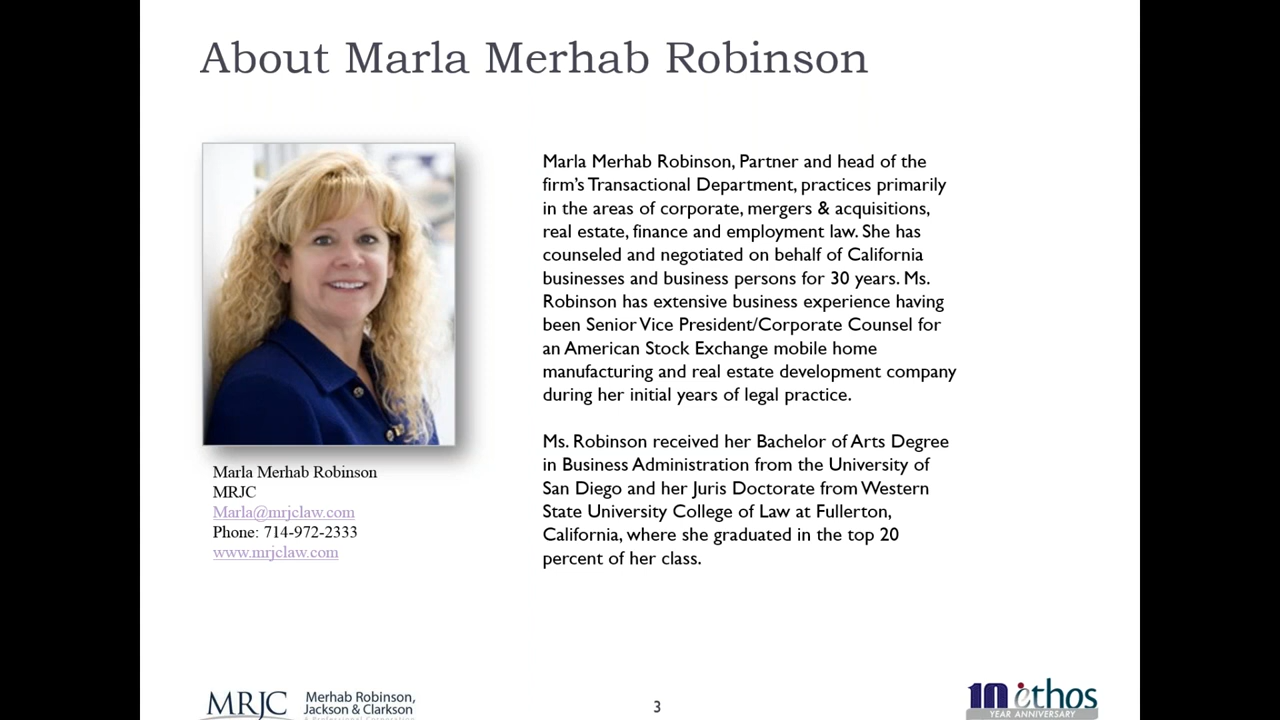 About Marla Merhab Robinson
Marla Merhab Robinson, Partner and head of the
firm's Transactional Department, practices primarily
in the areas of corporate, mergers & acquisitions,
real estate, finance and employment law. She has
counseled and negotiated on behalf of California
businesses and business persons for 30 years. Ms.
Robinson has extensive business experience having
been Senior Vice President/Corporate Counsel for
an American Stock Exchange mobile home
manufacturing and real estate development company
during her initial years of legal practice.
Ms. Robinson received her Bachelor of Arts Degree
in Business Administration from the University of
San Diego and her Juris Doctorate from Western
State University College of Law at Fullerton,
California, where she graduated in the top 20
percent of her class.
Marla Merhab Robinson
MRJC
Marla@mrjclaw.com
Phone: 714-972-2333
www.mrjclaw.com
MRJC
Merhab Robinson,
Jackson & Clarkson
3
10 ethos
YEAR ANNIVERSARY